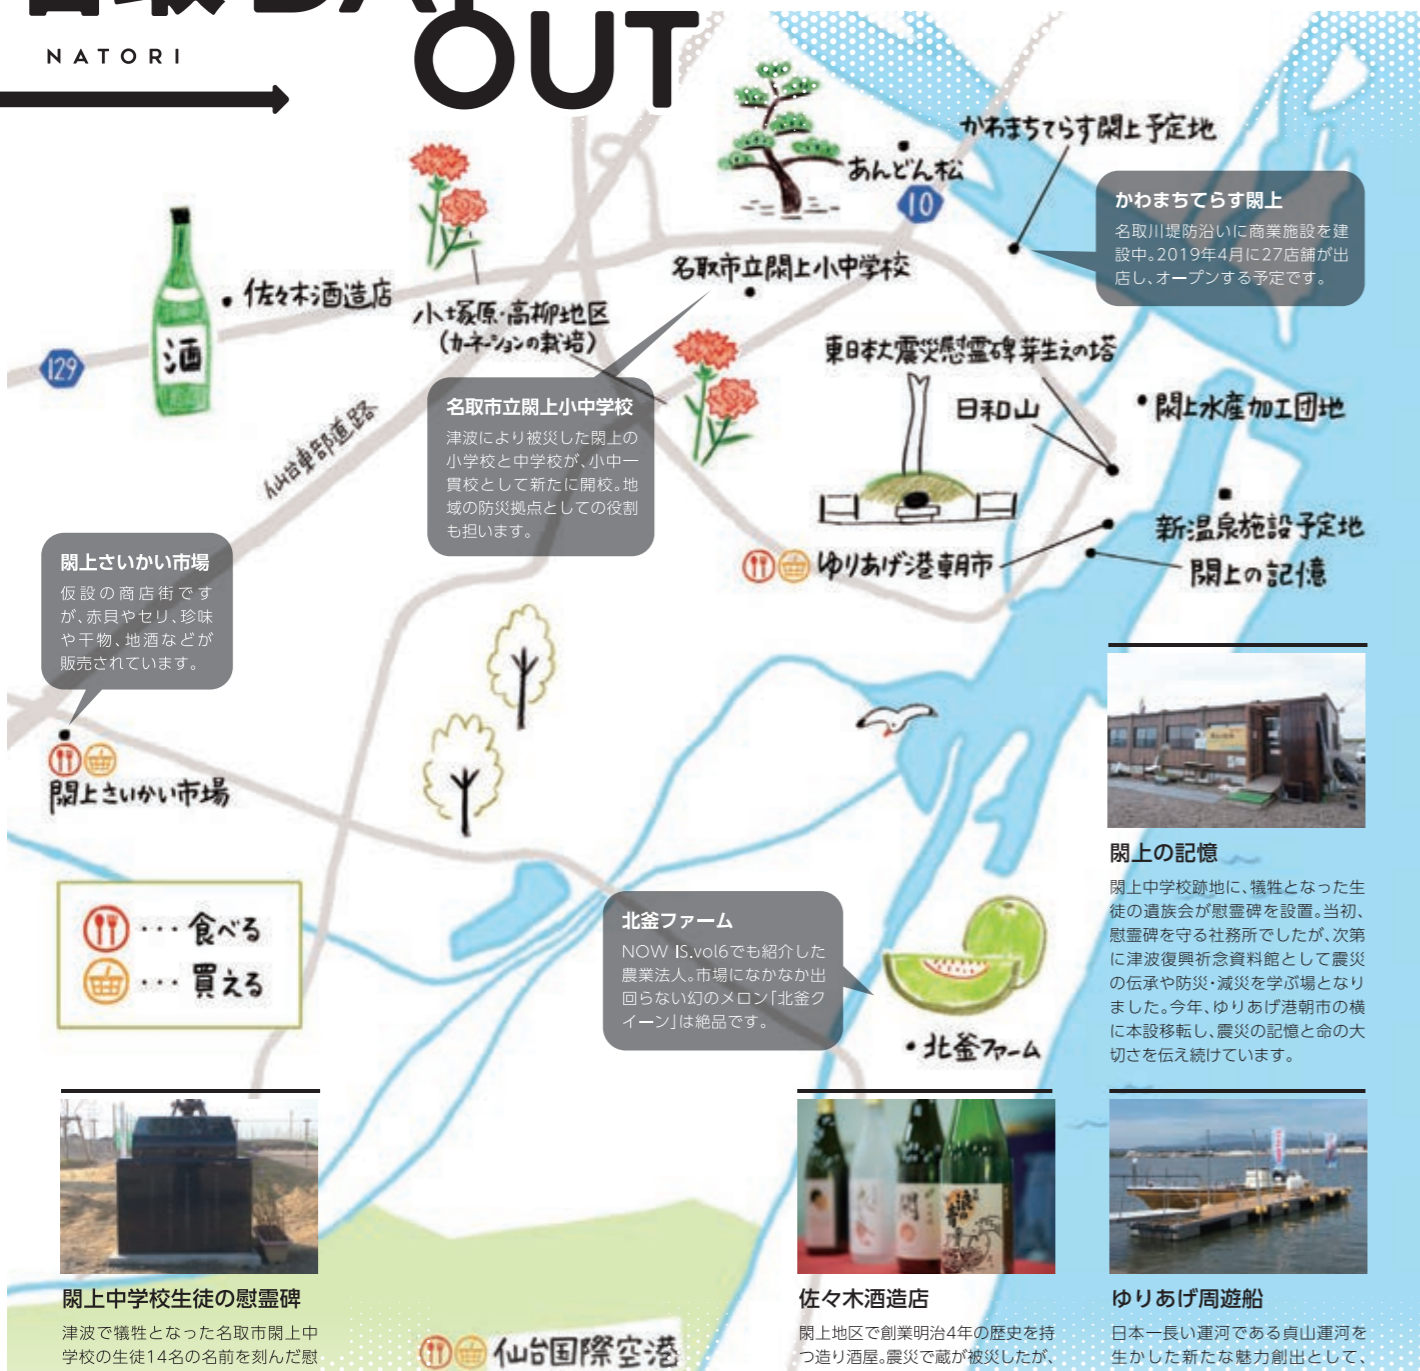 NATORI
OUT
かわまちてらす閖上予定地
あんどん松
10
かわまちてらす閖上
名取川堤防沿いに商業施設を建
設中。2019年4月に27店舗が出
店し、オープンする予定です。
佐々木酒造店
酒
129
小塚原・高柳地区
(カーネーションの栽培)
名取市立閖上小中学校
仙台東部道路
名取市立閖上小中学校
津波により被災した閖上の
小学校と中学校が、小中一
貫校として新たに開校。地
域の防災拠点としての役割
も担います。
東日本大震災慰霊碑芽生えの塔
日和山
閖上水産加工団地
新温泉施設予定地
ゆりあげ港朝市
閖上の記憶
閖上さいかい市場
仮設の商店街です
が、赤貝やセリ、珍味
や干物、地酒などが
販売されています。
閖上さいかい市場
…食べる
…買える
北釜ファーム
NOW IS.vol6でも紹介した
農業法人。市場になかなか出
回らない幻のメロン「北釜ク
イーン」は絶品です。
北釜ファーム
閖上の記憶
閖上中学校跡地に、犠牲となった生
徒の遺族会が慰霊碑を設置。当初、
慰霊碑を守る社務所でしたが、次第
に津波復興祈念資料館として震災
の伝承や防災・減災を学ぶ場となり
ました。今年、ゆりあげ港朝市の横
に本設移転し、震災の記憶と命の大
切さを伝え続けています。
閖上中学校生徒の慰霊碑
津波で犠牲となった名取市閖上中
学校の生徒14名の名前を刻んだ慰
仙台国際空港
佐々木酒造店
閖上地区で創業明治4年の歴史を持
つ造り酒屋。震災で蔵が被災したが、
ゆりあげ周遊船
日本一長い運河である貞山運河を
生かした新たな魅力創出として、